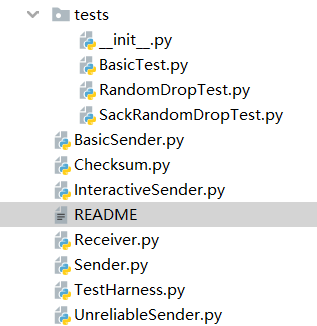 tests
__init__.py
BasicTest.py
RandomDropTest.py
SackRandomDropTest.py
BasicSender.py
Checksum.py
InteractiveSender.py
README
Receiver.py
Sender.py
TestHarness.py
UnreliableSender.py